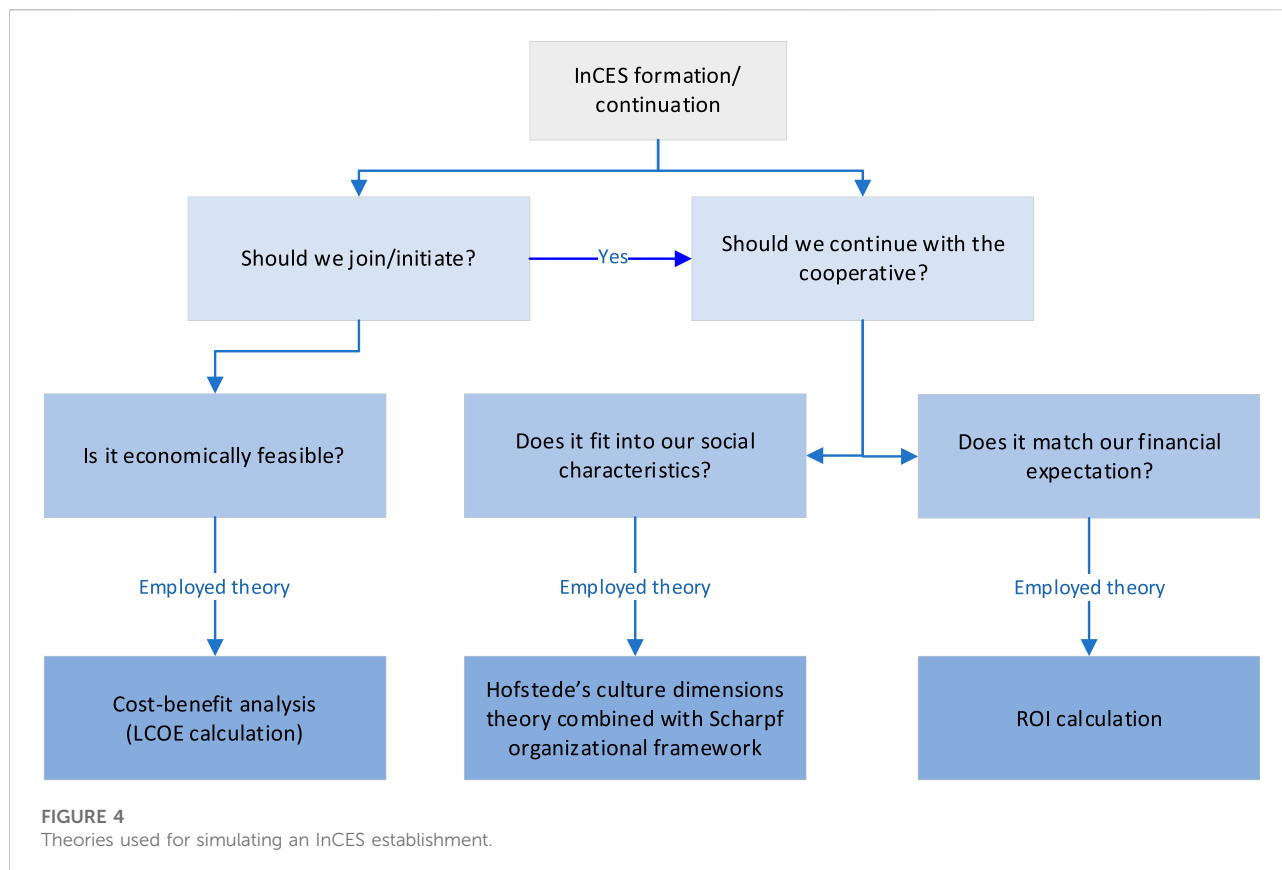 InCES formation/
continuation
Should we join/initiate?
Yes
Should we continue with the
cooperative?
Is it economically feasible?
Does it fit into our social
characteristics?
Does it match our financial
expectation?
Employed theory
Employed theory
Employed theory
Cost-benefit analysis
(LCOE calculation)
Hofstede’s culture dimensions
theory combined with Scharpf
organizational framework
ROI calculation
FIGURE 4
Theories used for simulating an InCES establishment.